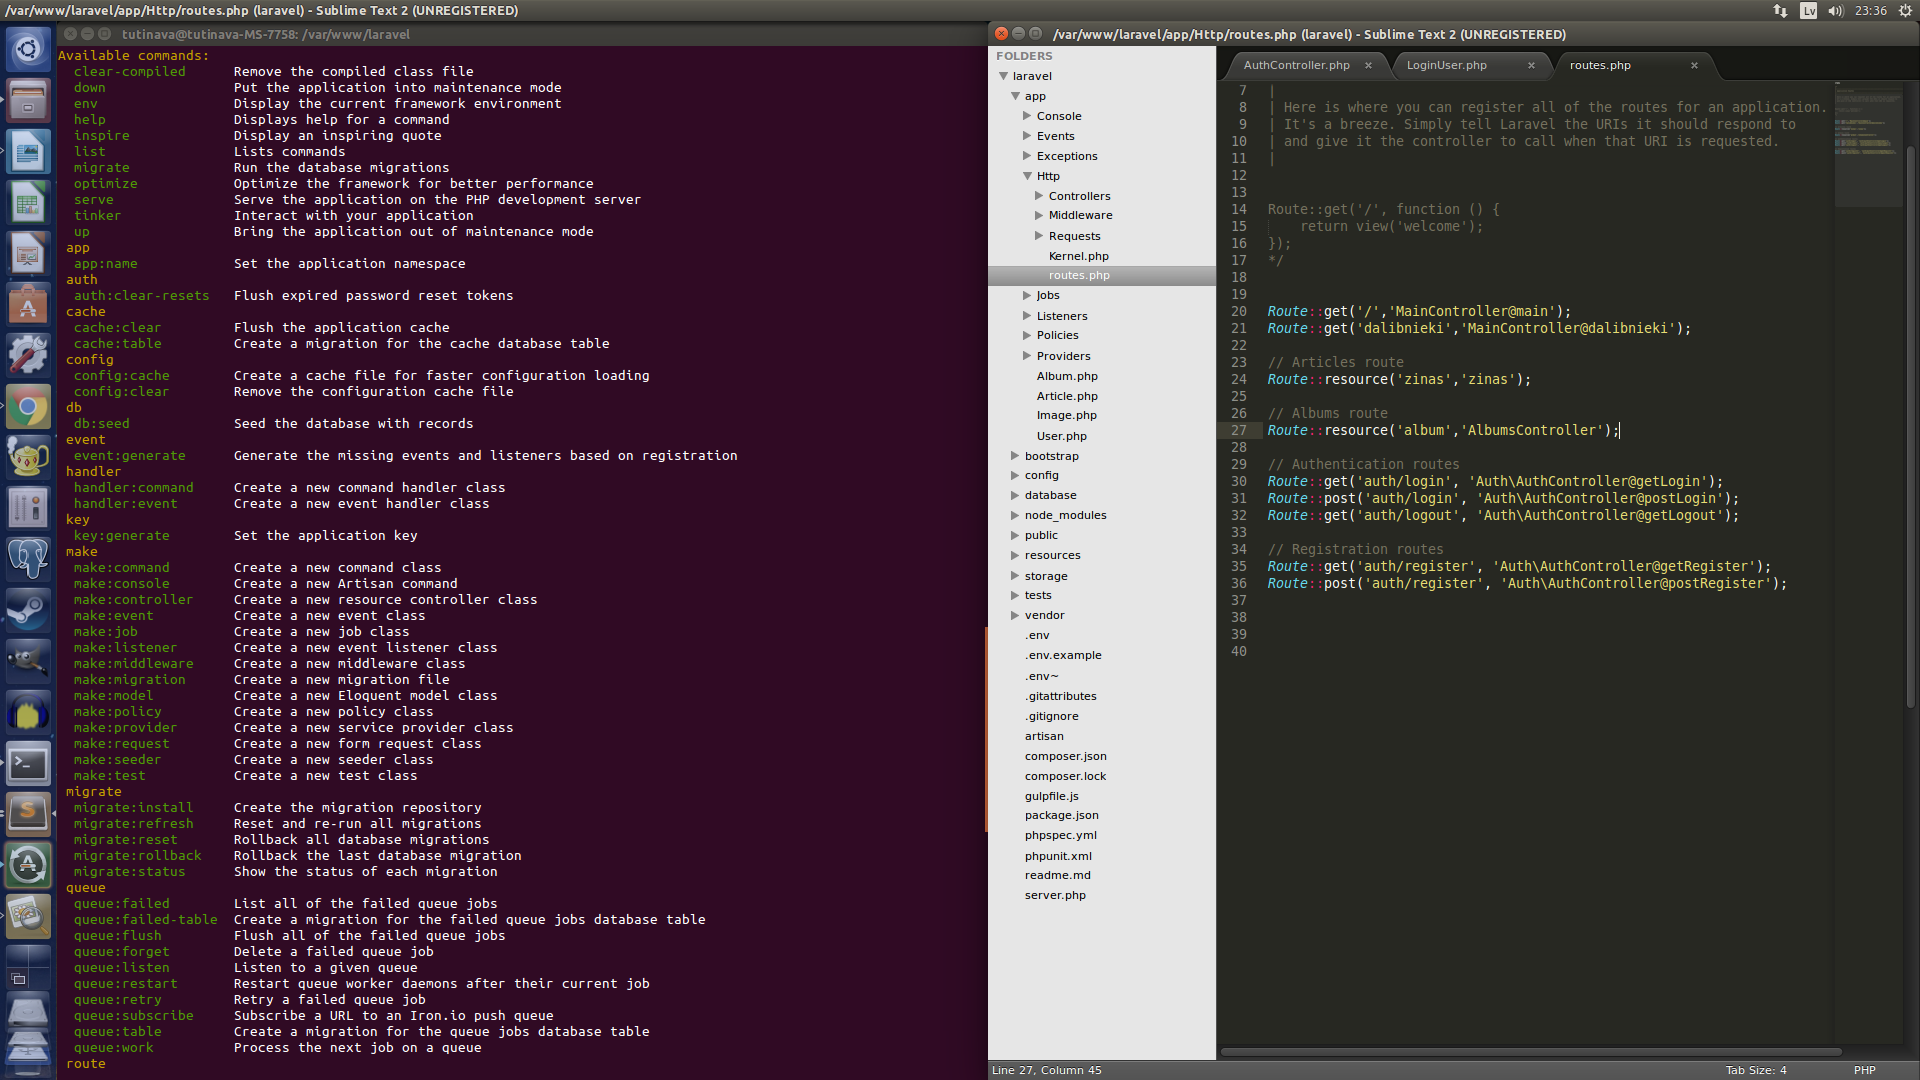 /var/www/laravel/app/Http/routes.php (laravel) - Sublime Text 2 (UNREGISTERED)
Lv
23:36
tutinava@tutinava-MS-7758: /var/www/laravel
Available commands:
clear-compiled Remove the compiled class file
down Put the application into maintenance mode
env Display the current framework environment
help Displays help for a command
inspire Display an inspiring quote
list Lists commands
migrate Run the database migrations
optimize Optimize the framework for better performance
serve Serve the application on the PHP development server
tinker Interact with your application
up Bring the application out of maintenance mode
app
app:name Set the application namespace
auth
auth:clear-resets Flush expired password reset tokens
cache
cache:clear Flush the application cache
cache:table Create a migration for the cache database table
config
config:cache Create a cache file for faster configuration loading
config:clear Remove the configuration cache file
db
db:seed Seed the database with records
event
event:generate Generate the missing events and listeners based on registration
handler
handler:command Create a new command handler class
handler:event Create a new event handler class
key
key:generate Set the application key
make
make:command Create a new command class
make:console Create a new Artisan command
make:controller Create a new resource controller class
make:event Create a new event class
make:job Create a new job class
make:listener Create a new event listener class
make:middleware Create a new middleware class
make:migration Create a new migration file
make:model Create a new Eloquent model class
make:policy Create a new policy class
make:provider Create a new service provider class
make:request Create a new form request class
make:seeder Create a new seeder class
make:test Create a new test class
migrate
migrate:install Create the migration repository
migrate:refresh Reset and re-run all migrations
migrate:reset Rollback all database migrations
migrate:rollback Rollback the last database migration
migrate:status Show the status of each migration
queue
queue:failed List all of the failed queue jobs
queue:failed-table Create a migration for the failed queue jobs database table
queue:flush Flush all of the failed queue jobs
queue:forget Delete a failed queue job
queue:listen Listen to a given queue
queue:restart Restart queue worker daemons after their current job
queue:retry Retry a failed queue job
queue:subscribe Subscribe a URL to an Iron.io push queue
queue:table Create a migration for the queue jobs database table
queue:work Process the next job on a queue
route
/var/www/laravel/app/Http/routes.php (laravel) - Sublime Text 2 (UNREGISTERED)
FOLDERS
laravel
app
Console
Events
Exceptions
Http
Controllers
Middleware
Requests
Kernel.php
routes.php
Jobs
Listeners
Policies
Providers
Album.php
Article.php
Image.php
User.php
bootstrap
config
database
node_modules
public
resources
storage
tests
vendor
.env
.env.example
.env~
.gitattributes
.gitignore
artisan
composer.json
composer.lock
gulpfile.js
package.json
phpspec.yml
phpunit.xml
readme.md
server.php
AuthController.php LoginUser.php routes.php
7 |
8 | Here is where you can register all of the routes for an application.
9 | It's a breeze. Simply tell Laravel the URIs it should respond to
10 | and give it the controller to call when that URI is requested.
11 |
12
13
14 Route::get('/', function () {
15 return view('welcome');
16 });
17 */
18
19
20 Route::get('/','MainController@main');
21 Route::get('dalibnieki','MainController@dalibnieki');
22
23 // Articles route
24 Route::resource('zinas','zinas');
25
26 // Albums route
27 Route::resource('album','AlbumsController');
28
29 // Authentication routes
30 Route::get('auth/login', 'Auth\AuthController@getLogin');
31 Route::post('auth/login', 'Auth\AuthController@postLogin');
32 Route::get('auth/logout', 'Auth\AuthController@getLogout');
33
34 // Registration routes
35 Route::get('auth/register', 'Auth\AuthController@getRegister');
36 Route::post('auth/register', 'Auth\AuthController@postRegister');
37
38
39
40
Line 27, Column 45 Tab Size: 4 PHP